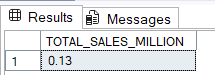 Results Messages
TOTAL_SALES_MILLION
1 0.13